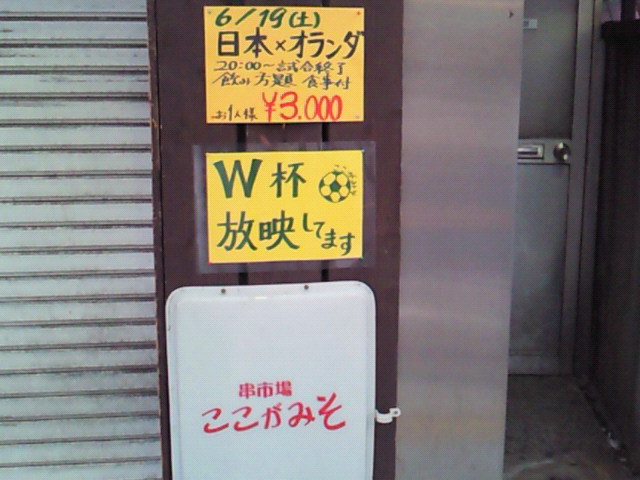 6/19(土)
日本×オランダ
20:00〜試合終了
飲み方題 食事付
お1人様 ¥3.000
W杯
放映してます
串市場
ここがみそ